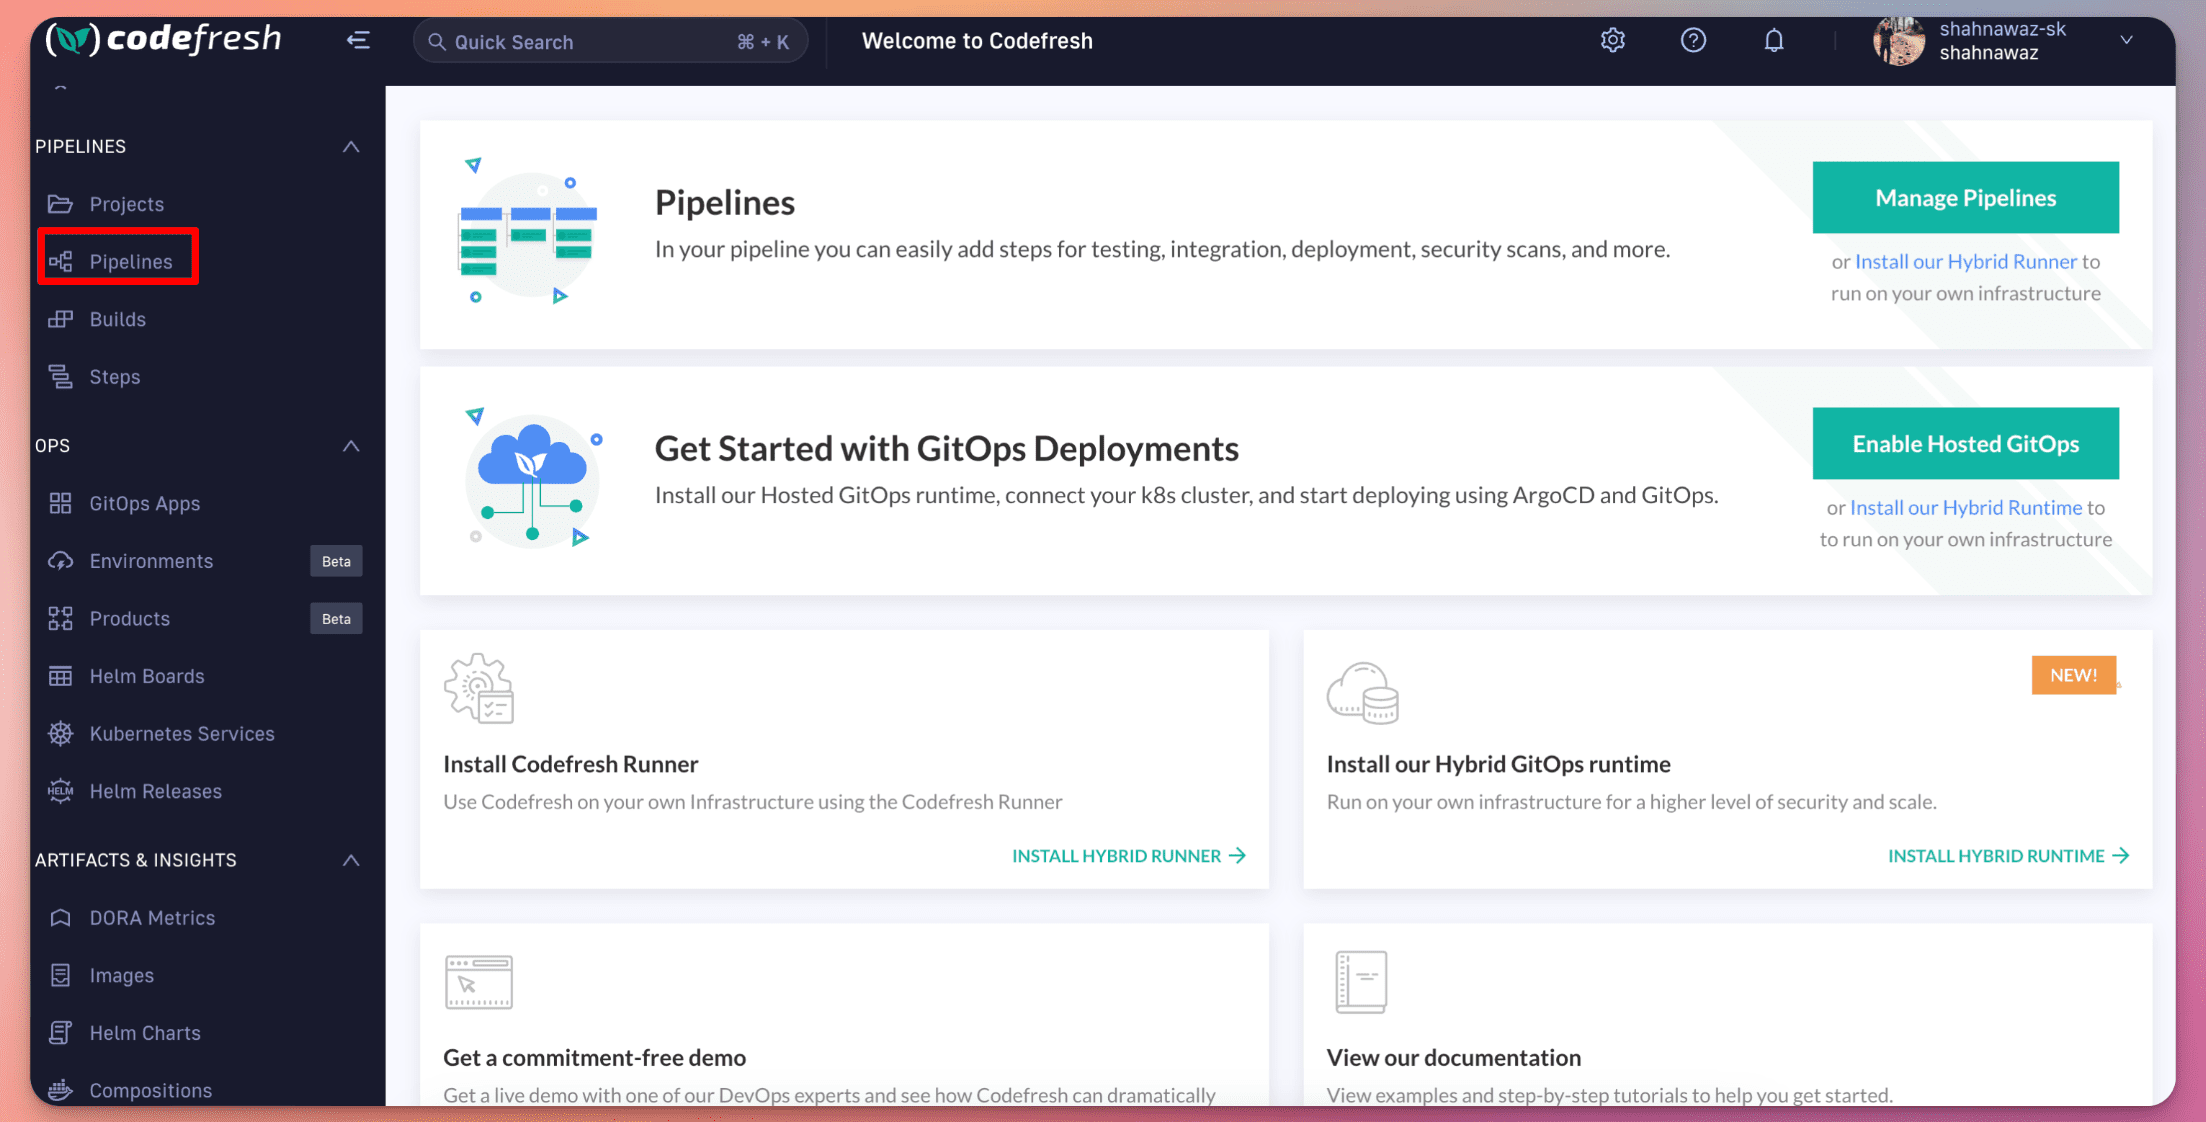 codefresh
Quick Search
⌘ + K
Welcome to Codefresh
shahnawaz-sk
shahnawaz
PIPELINES
Projects
Pipelines
Builds
Steps
OPS
GitOps Apps
Environments
Beta
Products
Beta
Helm Boards
Kubernetes Services
HELM
Helm Releases
ARTIFACTS & INSIGHTS
DORA Metrics
Images
Helm Charts
Compositions
Pipelines
In your pipeline you can easily add steps for testing, integration, deployment, security scans, and more.
Manage Pipelines
or Install our Hybrid Runner to
run on your own infrastructure
Get Started with GitOps Deployments
Install our Hosted GitOps runtime, connect your k8s cluster, and start deploying using ArgoCD and GitOps.
Enable Hosted GitOps
or Install our Hybrid Runtime to
to run on your own infrastructure
Install Codefresh Runner
Use Codefresh on your own Infrastructure using the Codefresh Runner
INSTALL HYBRID RUNNER →
NEW!
Install our Hybrid GitOps runtime
Run on your own infrastructure for a higher level of security and scale.
INSTALL HYBRID RUNTIME →
Get a commitment-free demo
Get a live demo with one of our DevOps experts and see how Codefresh can dramatically
View our documentation
View examples and step-by-step tutorials to help you get started.